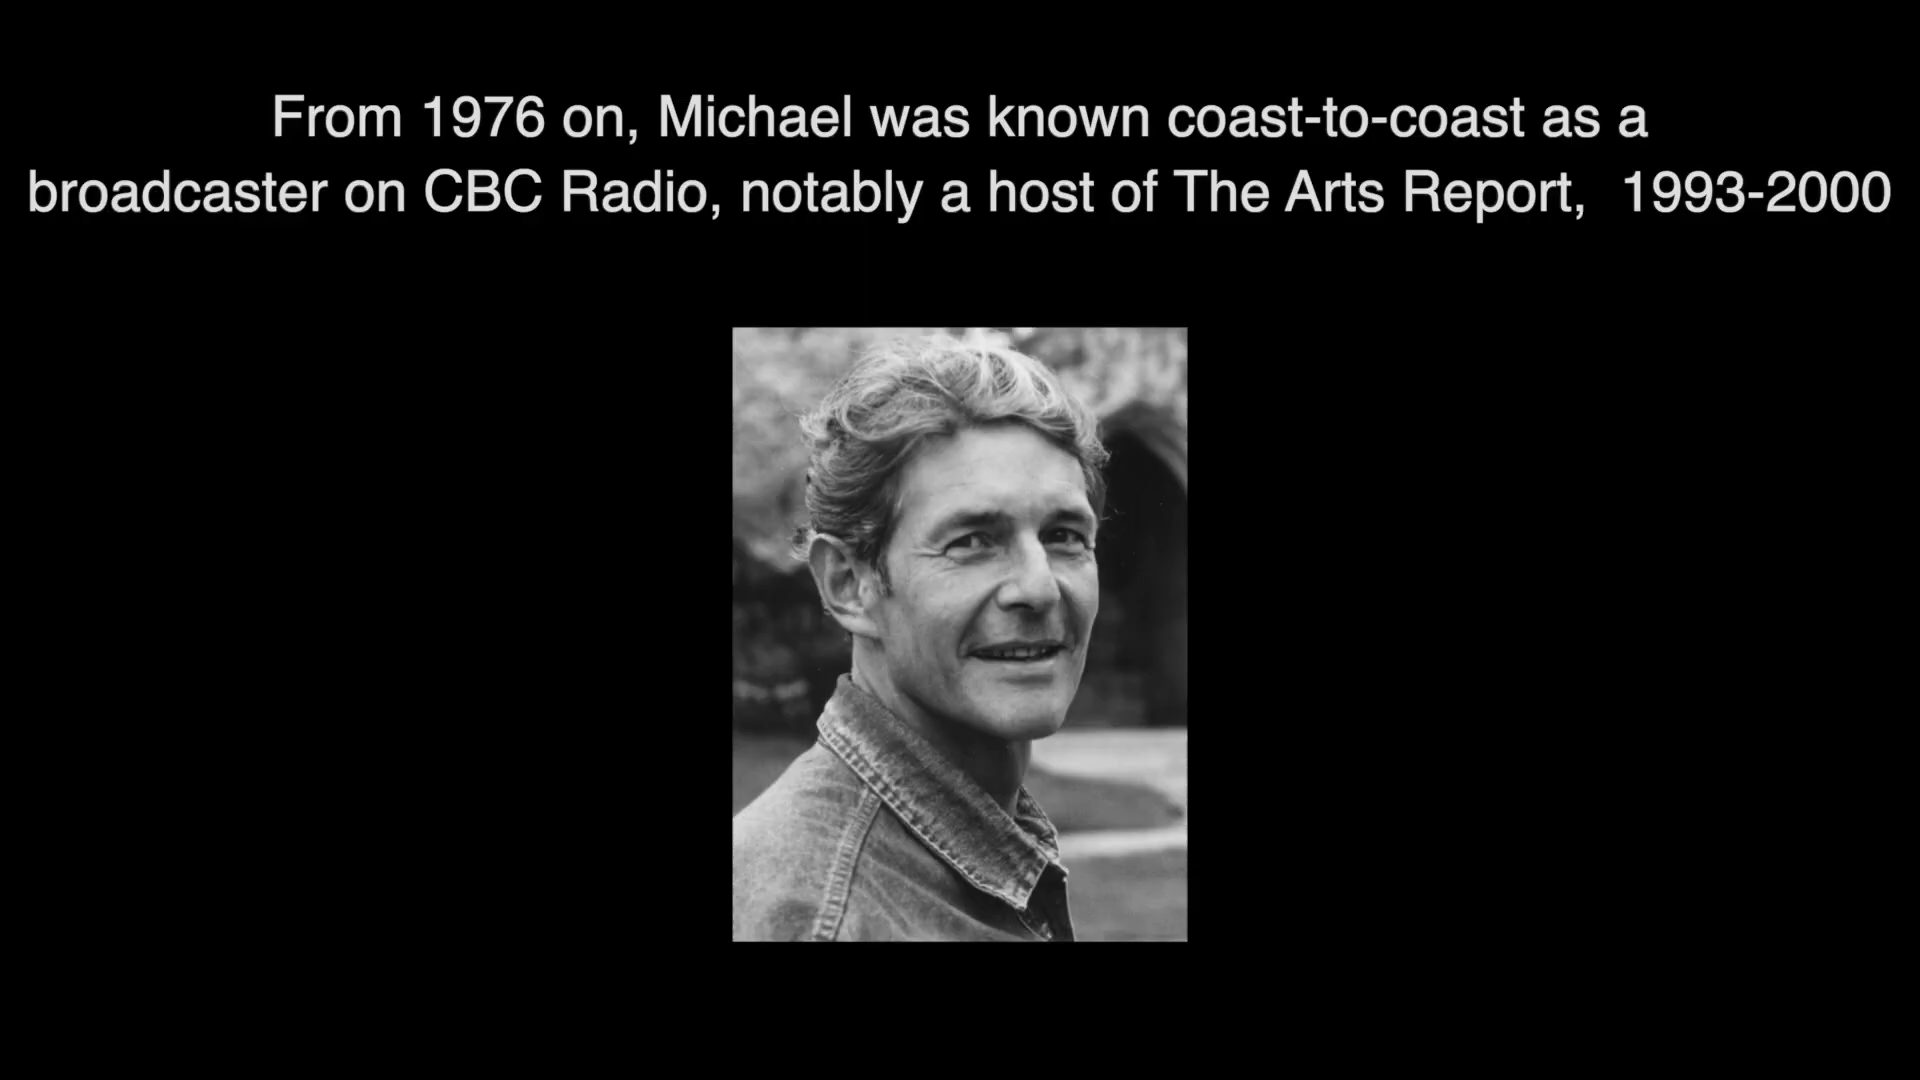 From 1976 on, Michael was known coast-to-coast as a
broadcaster on CBC Radio, notably a host of The Arts Report,  1993-2000